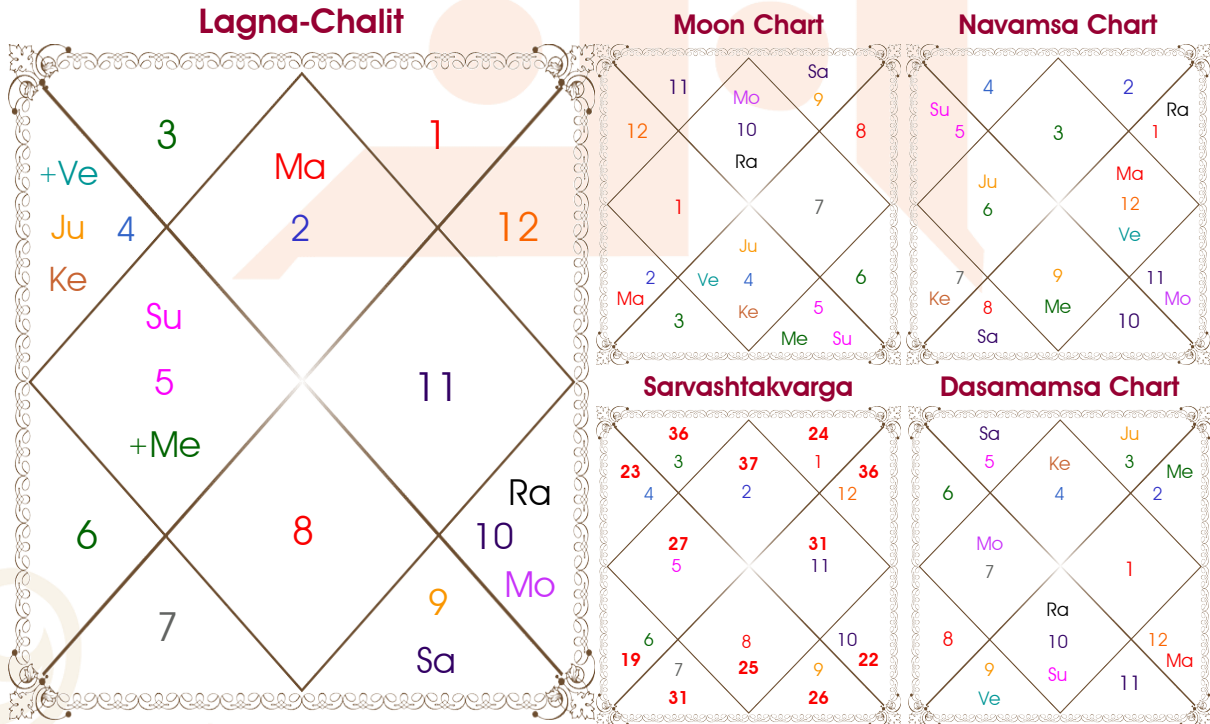 Lagna-Chalit
3 1
Ma
+Ve
Ju 4 2 12
Ke
Su
5 11
+Me
Ra
6 8 10
Mo
9
7
Sa
Moon Chart
Sa
11
Mo 9
12 10 8
Ra
1 7
Ju
2 Ve 4 6
Ma Ke 5
3
Me Su
Navamsa Chart
4 2
Su Ra
5 3 1
Ju Ma
6 12
Ve
7 9 11
Ke 8 Me Mo
10
Sa
Sarvashtakvarga
36 24
23 3 37 1 36
4 2 12
27 31
5 11
6 8 10
19 7 25 9 22
31 26
Dasamamsa Chart
Sa Ju
5 Ke 3 Me
6 4 2
Mo
7 1
Ra
8 10 12
9 Su Ma
11
Ve